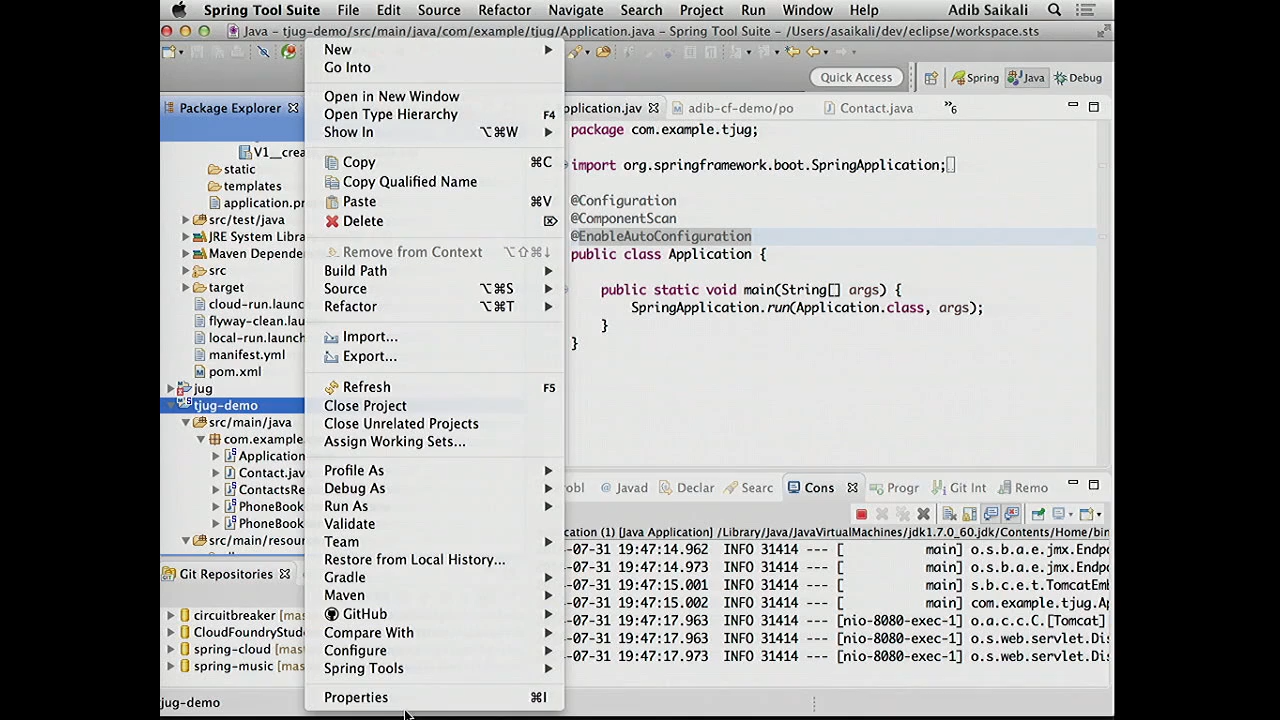 Spring Tool Suite File Edit Source Refactor Navigate Search Project Run Window Help Adib Saikali
Java - tjug-demo/src/main/java/com/example/tjug/Application.java - Spring Tool Suite - /Users/asaikali/dev/eclipse/workspace.sts
Quick Access Spring Java Debug
Package Explorer
V1__crea
static
templates
application.pr
src/test/java
JRE System Libra
Maven Depende
src
target
cloud-run.launc
flyway-clean.lau
local-run.launch
manifest.yml
pom.xml
jug
tjug-demo
src/main/java
com.example.
Application
Contact.jav
ContactsRe
PhoneBook
PhoneBook
src/main/resour
Git Repositories
circuitbreaker [mas
CloudFoundryStude
spring-cloud [maste
spring-music [maste
jug-demo
New
Go Into
Open in New Window
Open Type Hierarchy F4
Show In ⌥⌘W
Copy ⌘C
Copy Qualified Name
Paste ⌘V
Delete ⌦
Remove from Context ⌥⇧⌘↓
Build Path
Source ⌥⌘S
Refactor ⌥⌘T
Import...
Export...
Refresh F5
Close Project
Close Unrelated Projects
Assign Working Sets...
Profile As
Debug As
Run As
Validate
Team
Restore from Local History...
Gradle
Maven
GitHub
Compare With
Configure
Spring Tools
Properties ⌘I
pplication.jav adib-cf-demo/po Contact.java »6
package com.example.tjug;
import org.springframework.boot.SpringApplication;
@Configuration
@ComponentScan
@EnableAutoConfiguration
public class Application {
public static void main(String[] args) {
SpringApplication.run(Application.class, args);
}
}
obl Javad Declar Searc Cons Progr Git Int Remo
ication (1) [Java Application] /Library/Java/JavaVirtualMachines/jdk1.7.0_60.jdk/Contents/Home/bin
-07-31 19:47:14.962 INFO 31414 --- [ main] o.s.b.a.e.jmx.Endpo
-07-31 19:47:14.973 INFO 31414 --- [ main] o.s.b.a.e.jmx.Endpo
-07-31 19:47:15.001 INFO 31414 --- [ main] s.b.c.e.t.TomcatEmb
-07-31 19:47:15.002 INFO 31414 --- [ main] com.example.tjug.Ap
-07-31 19:47:17.963 INFO 31414 --- [nio-8080-exec-1] o.a.c.c.C.[Tomcat]
-07-31 19:47:17.963 INFO 31414 --- [nio-8080-exec-1] o.s.web.servlet.Dis
-07-31 19:47:17.973 INFO 31414 --- [nio-8080-exec-1] o.s.web.servlet.Dis